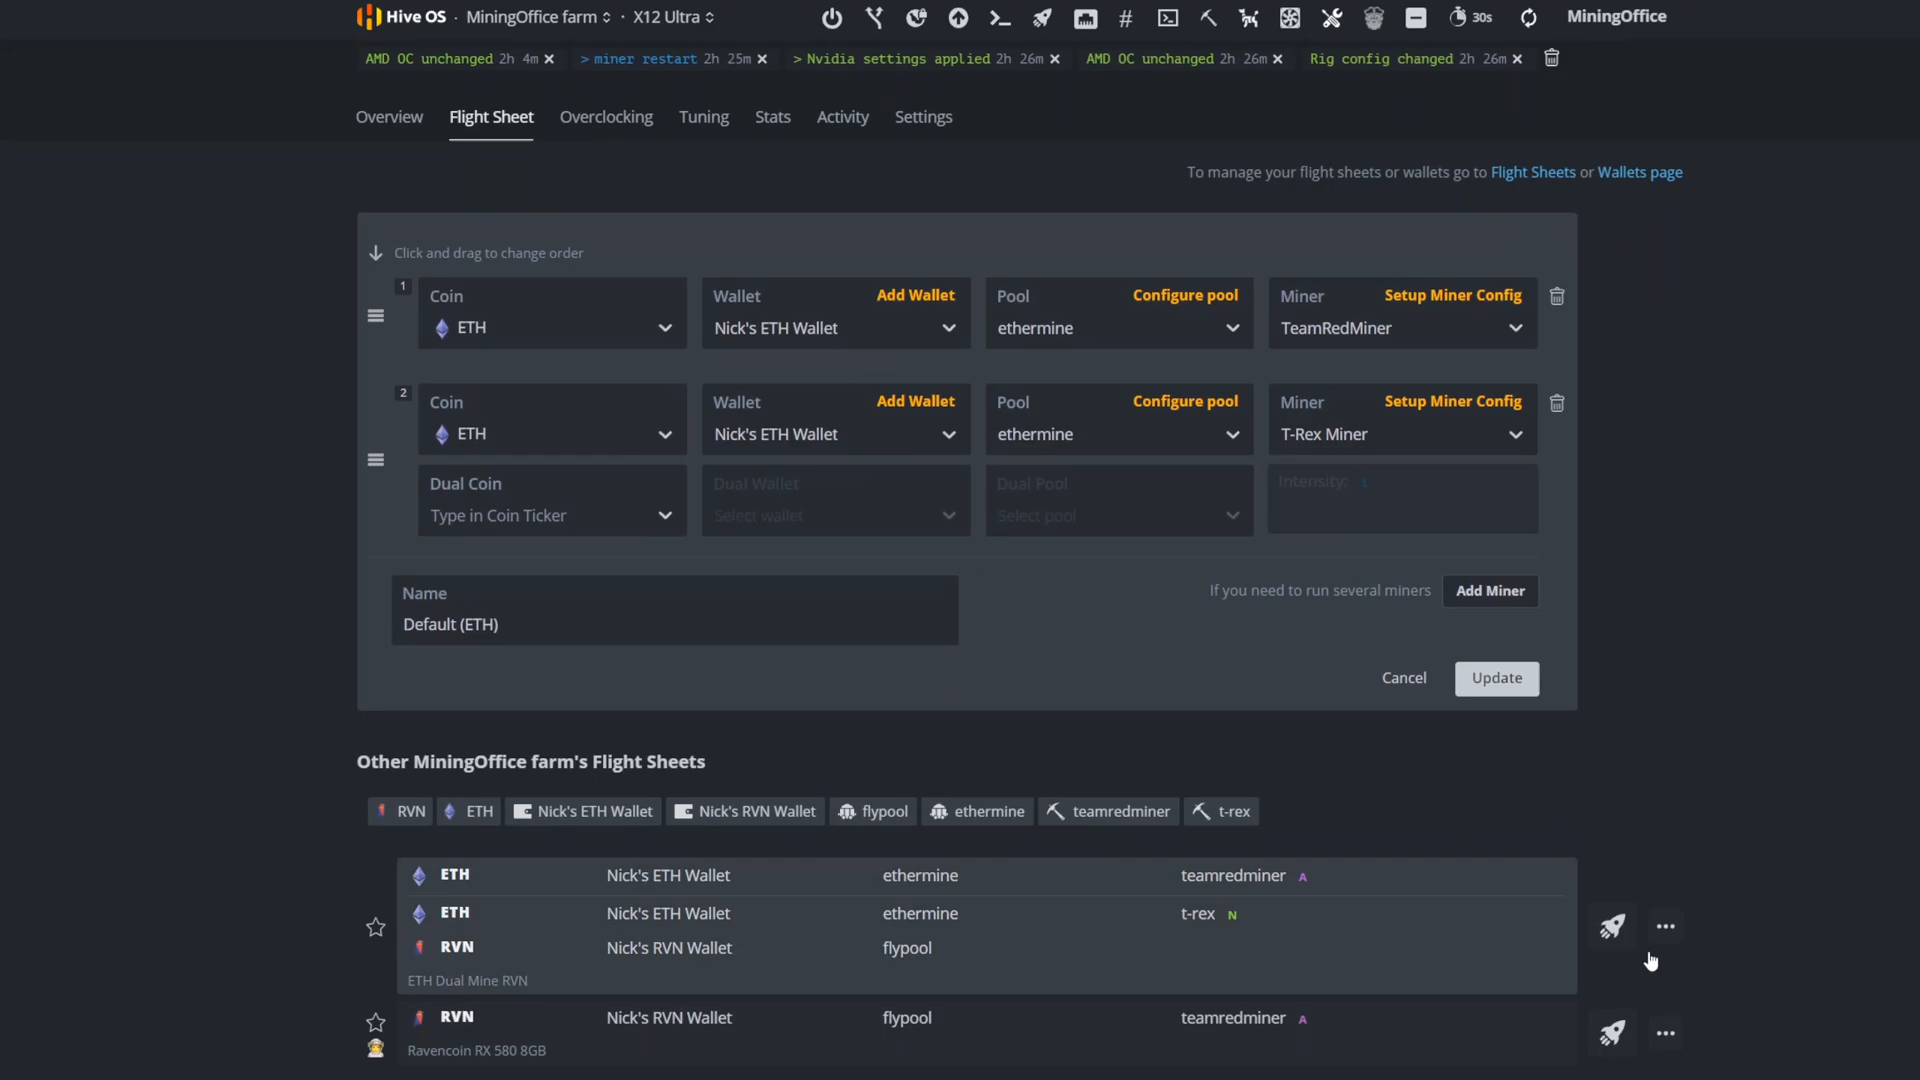 Hive OS · MiningOffice farm · X12 Ultra # 30s MiningOffice
AMD OC unchanged 2h 4m × > miner restart 2h 25m × > Nvidia settings applied 2h 26m × AMD OC unchanged 2h 26m × Rig config changed 2h 26m ×
Overview Flight Sheet Overclocking Tuning Stats Activity Settings
To manage your flight sheets or wallets go to Flight Sheets or Wallets page
Click and drag to change order
1 Coin Wallet Add Wallet Pool Configure pool Miner Setup Miner Config
ETH Nick's ETH Wallet ethermine TeamRedMiner
2 Coin Wallet Add Wallet Pool Configure pool Miner Setup Miner Config
ETH Nick's ETH Wallet ethermine T-Rex Miner
Dual Coin Dual Wallet Dual Pool Intensity: i
Type in Coin Ticker Select wallet Select pool
Name If you need to run several miners Add Miner
Default (ETH)
Cancel Update
Other MiningOffice farm's Flight Sheets
RVN ETH Nick's ETH Wallet Nick's RVN Wallet flypool ethermine teamredminer t-rex
ETH Nick's ETH Wallet ethermine teamredminer A
ETH Nick's ETH Wallet ethermine t-rex N
RVN Nick's RVN Wallet flypool
ETH Dual Mine RVN
RVN Nick's RVN Wallet flypool teamredminer A
Ravencoin RX 580 8GB